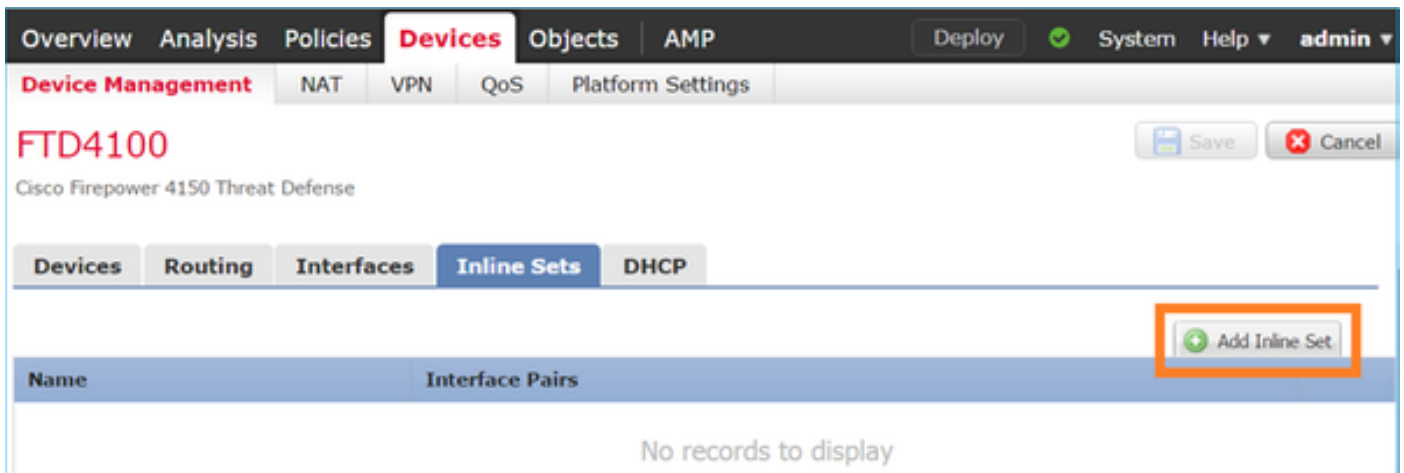 Overview Analysis Policies Devices Objects AMP Deploy System Help admin
Device Management NAT VPN QoS Platform Settings
FTD4100 Save Cancel
Cisco Firepower 4150 Threat Defense
Devices Routing Interfaces Inline Sets DHCP
Add Inline Set
Name Interface Pairs
No records to display